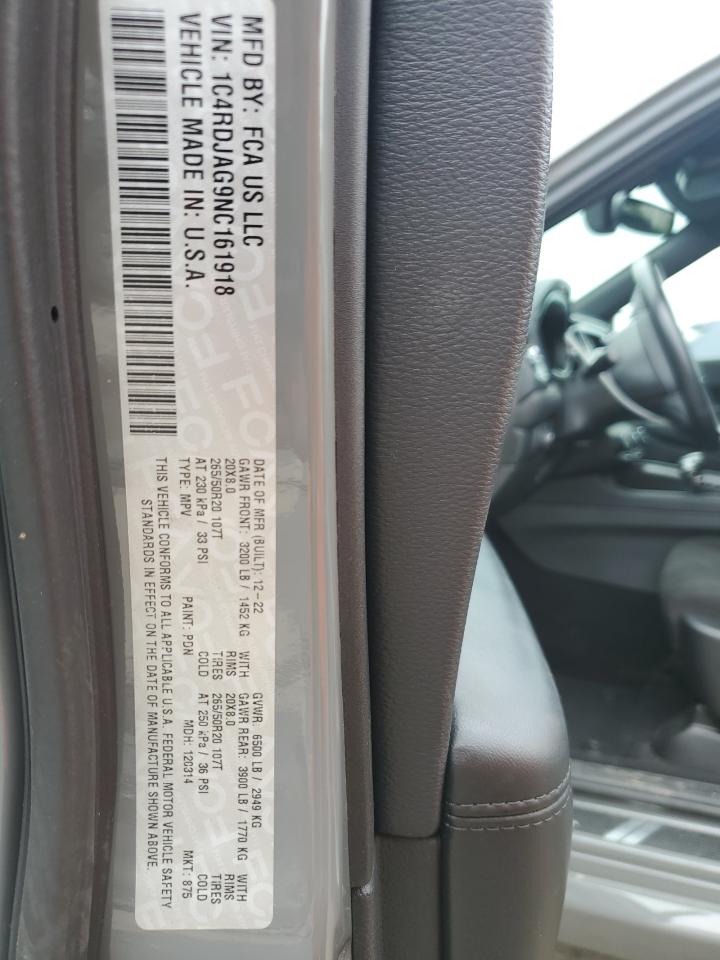 MFD BY: FCA US LLC
VIN: 1C4RDJAG9NC161918
VEHICLE MADE IN: U.S.A.
DATE OF MFR (BUILT): 12-22 GVWR: 6500 LB / 2949 KG
GAWR FRONT: 3200 LB / 1452 KG WITH GAWR REAR: 3900 LB / 1770 KG WITH
20X8.0 RIMS 20X8.0 RIMS
265/50R20 107T TIRES 265/50R20 107T TIRES
AT 230 kPa / 33 PSI COLD AT 250 kPa / 36 PSI COLD
TYPE: MPV PAINT: PDN MDH: 120314 MKT: 875
THIS VEHICLE CONFORMS TO ALL APPLICABLE U.S.A. FEDERAL MOTOR VEHICLE SAFETY
STANDARDS IN EFFECT ON THE DATE OF MANUFACTURE SHOWN ABOVE.